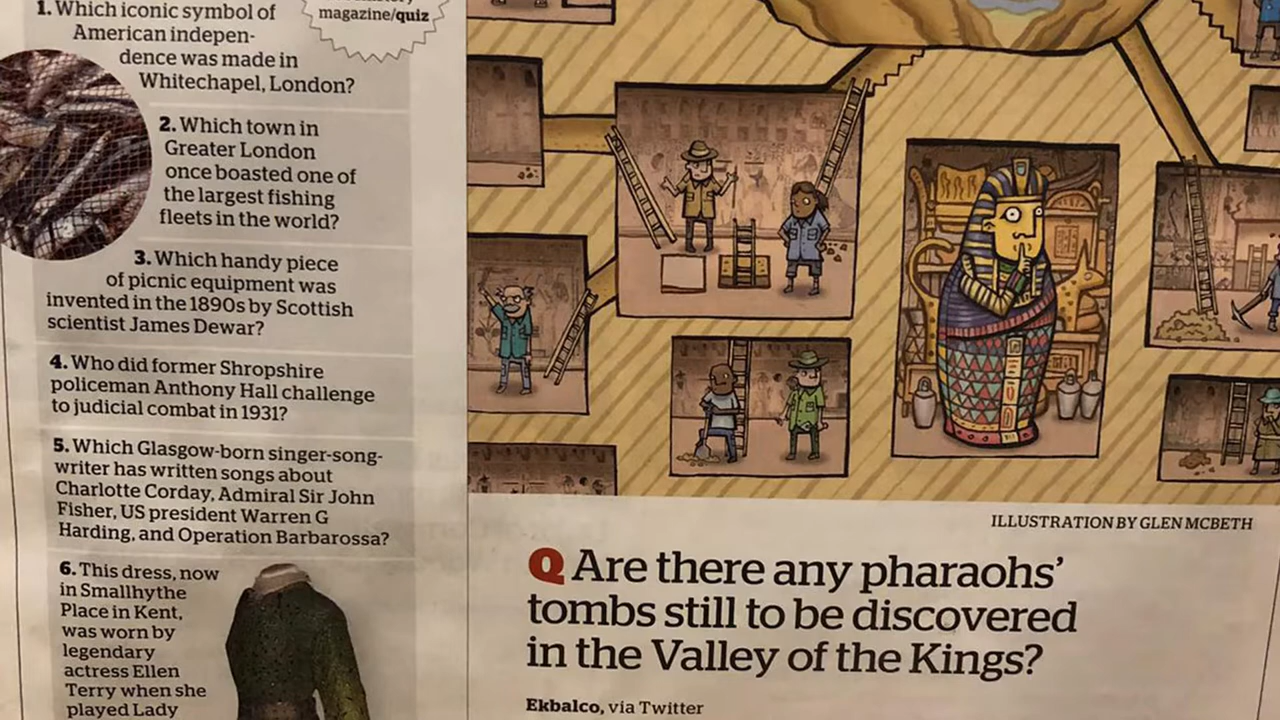 magazine/quiz
1. Which iconic symbol of
American indepen-
dence was made in
Whitechapel, London?
2. Which town in
Greater London
once boasted one of
the largest fishing
fleets in the world?
3. Which handy piece
of picnic equipment was
invented in the 1890s by Scottish
scientist James Dewar?
4. Who did former Shropshire
policeman Anthony Hall challenge
to judicial combat in 1931?
5. Which Glasgow-born singer-song-
writer has written songs about
Charlotte Corday, Admiral Sir John
Fisher, US president Warren G
Harding, and Operation Barbarossa?
6. This dress, now
in Smallhythe
Place in Kent,
was worn by
legendary
actress Ellen
Terry when she
played Lady
ILLUSTRATION BY GLEN MCBETH
Q Are there any pharaohs’
tombs still to be discovered
in the Valley of the Kings?
Ekbalco, via Twitter